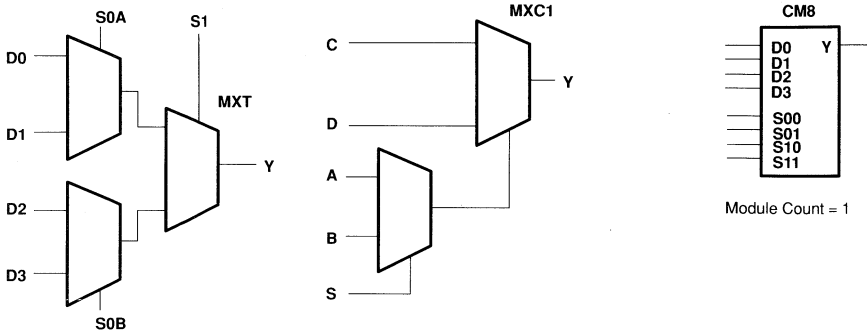 S0A
S1
D0
MXT
D1
Y
D2
D3
S0B
MXC1
C
Y
D
A
B
S
CM8
D0 Y
D1
D2
D3
S00
S01
S10
S11
Module Count = 1